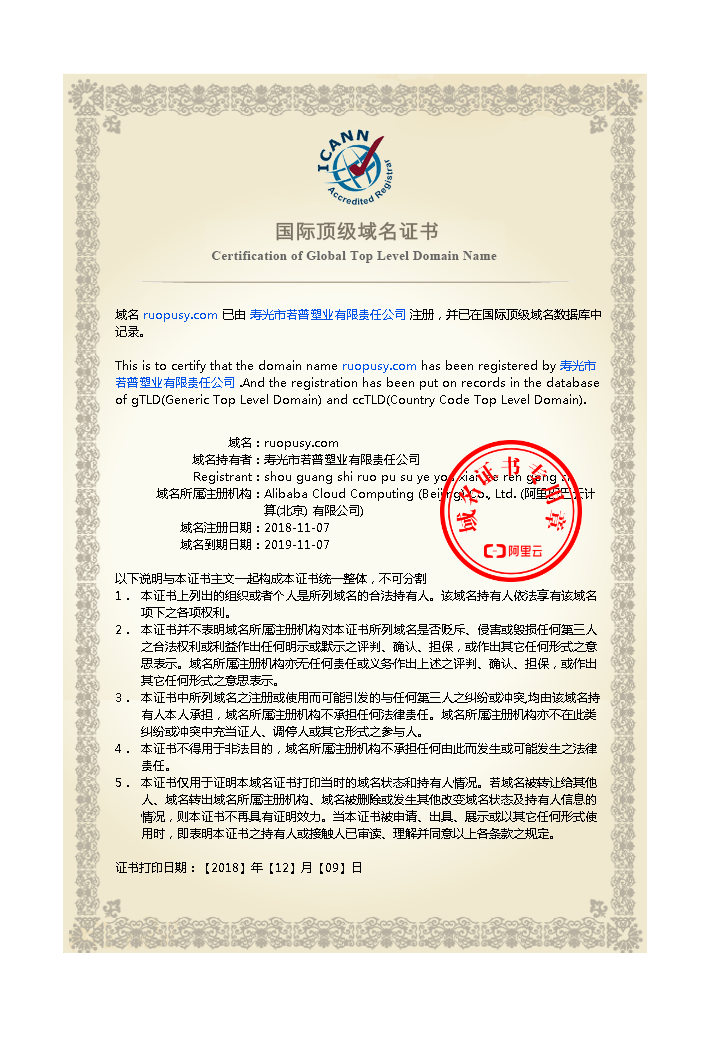 ICANN
Accredited Registrar
国际顶级域名证书
Certification of Global Top Level Domain Name
域名 ruopusy.com 已由 寿光市若普塑业有限责任公司 注册，并已在国际顶级域名数据库中
记录。
This is to certify that the domain name ruopusy.com has been registered by 寿光市
若普塑业有限责任公司 .And the registration has been put on records in the database
of gTLD(Generic Top Level Domain) and ccTLD(Country Code Top Level Domain).
域名：ruopusy.com
域名持有者：寿光市若普塑业有限责任公司
Registrant：shou guang shi ruo pu su ye you xian ze ren gong si
域名所属注册机构：Alibaba Cloud Computing (Beijing) Co., Ltd. (阿里巴巴云计
算(北京) 有限公司)
域名注册日期：2018-11-07
域名到期日期：2019-11-07
域名证书专用章
阿里云
以下说明与本证书主文一起构成本证书统一整体，不可分割
1． 本证书上列出的组织或者个人是所列域名的合法持有人。该域名持有人依法享有该域名
项下之各项权利。
2． 本证书并不表明域名所属注册机构对本证书所列域名是否贬斥、侵害或毁损任何第三人
之合法权利或利益作出任何明示或默示之评判、确认、担保，或作出其它任何形式之意
思表示。域名所属注册机构亦无任何责任或义务作出上述之评判、确认、担保，或作出
其它任何形式之意思表示。
3． 本证书中所列域名之注册或使用而可能引发的与任何第三人之纠纷或冲突,均由该域名持
有人本人承担，域名所属注册机构不承担任何法律责任。域名所属注册机构亦不在此类
纠纷或冲突中充当证人、调停人或其它形式之参与人。
4． 本证书不得用于非法目的，域名所属注册机构不承担任何由此而发生或可能发生之法律
责任。
5． 本证书仅用于证明本域名证书打印当时的域名状态和持有人情况。若域名被转让给其他
人、域名转出域名所属注册机构、域名被删除或发生其他改变域名状态及持有人信息的
情况，则本证书不再具有证明效力。当本证书被申请、出具、展示或以其它任何形式使
用时，即表明本证书之持有人或接触人已审读、理解并同意以上各条款之规定。
证书打印日期：【2018】年【12】月【09】日